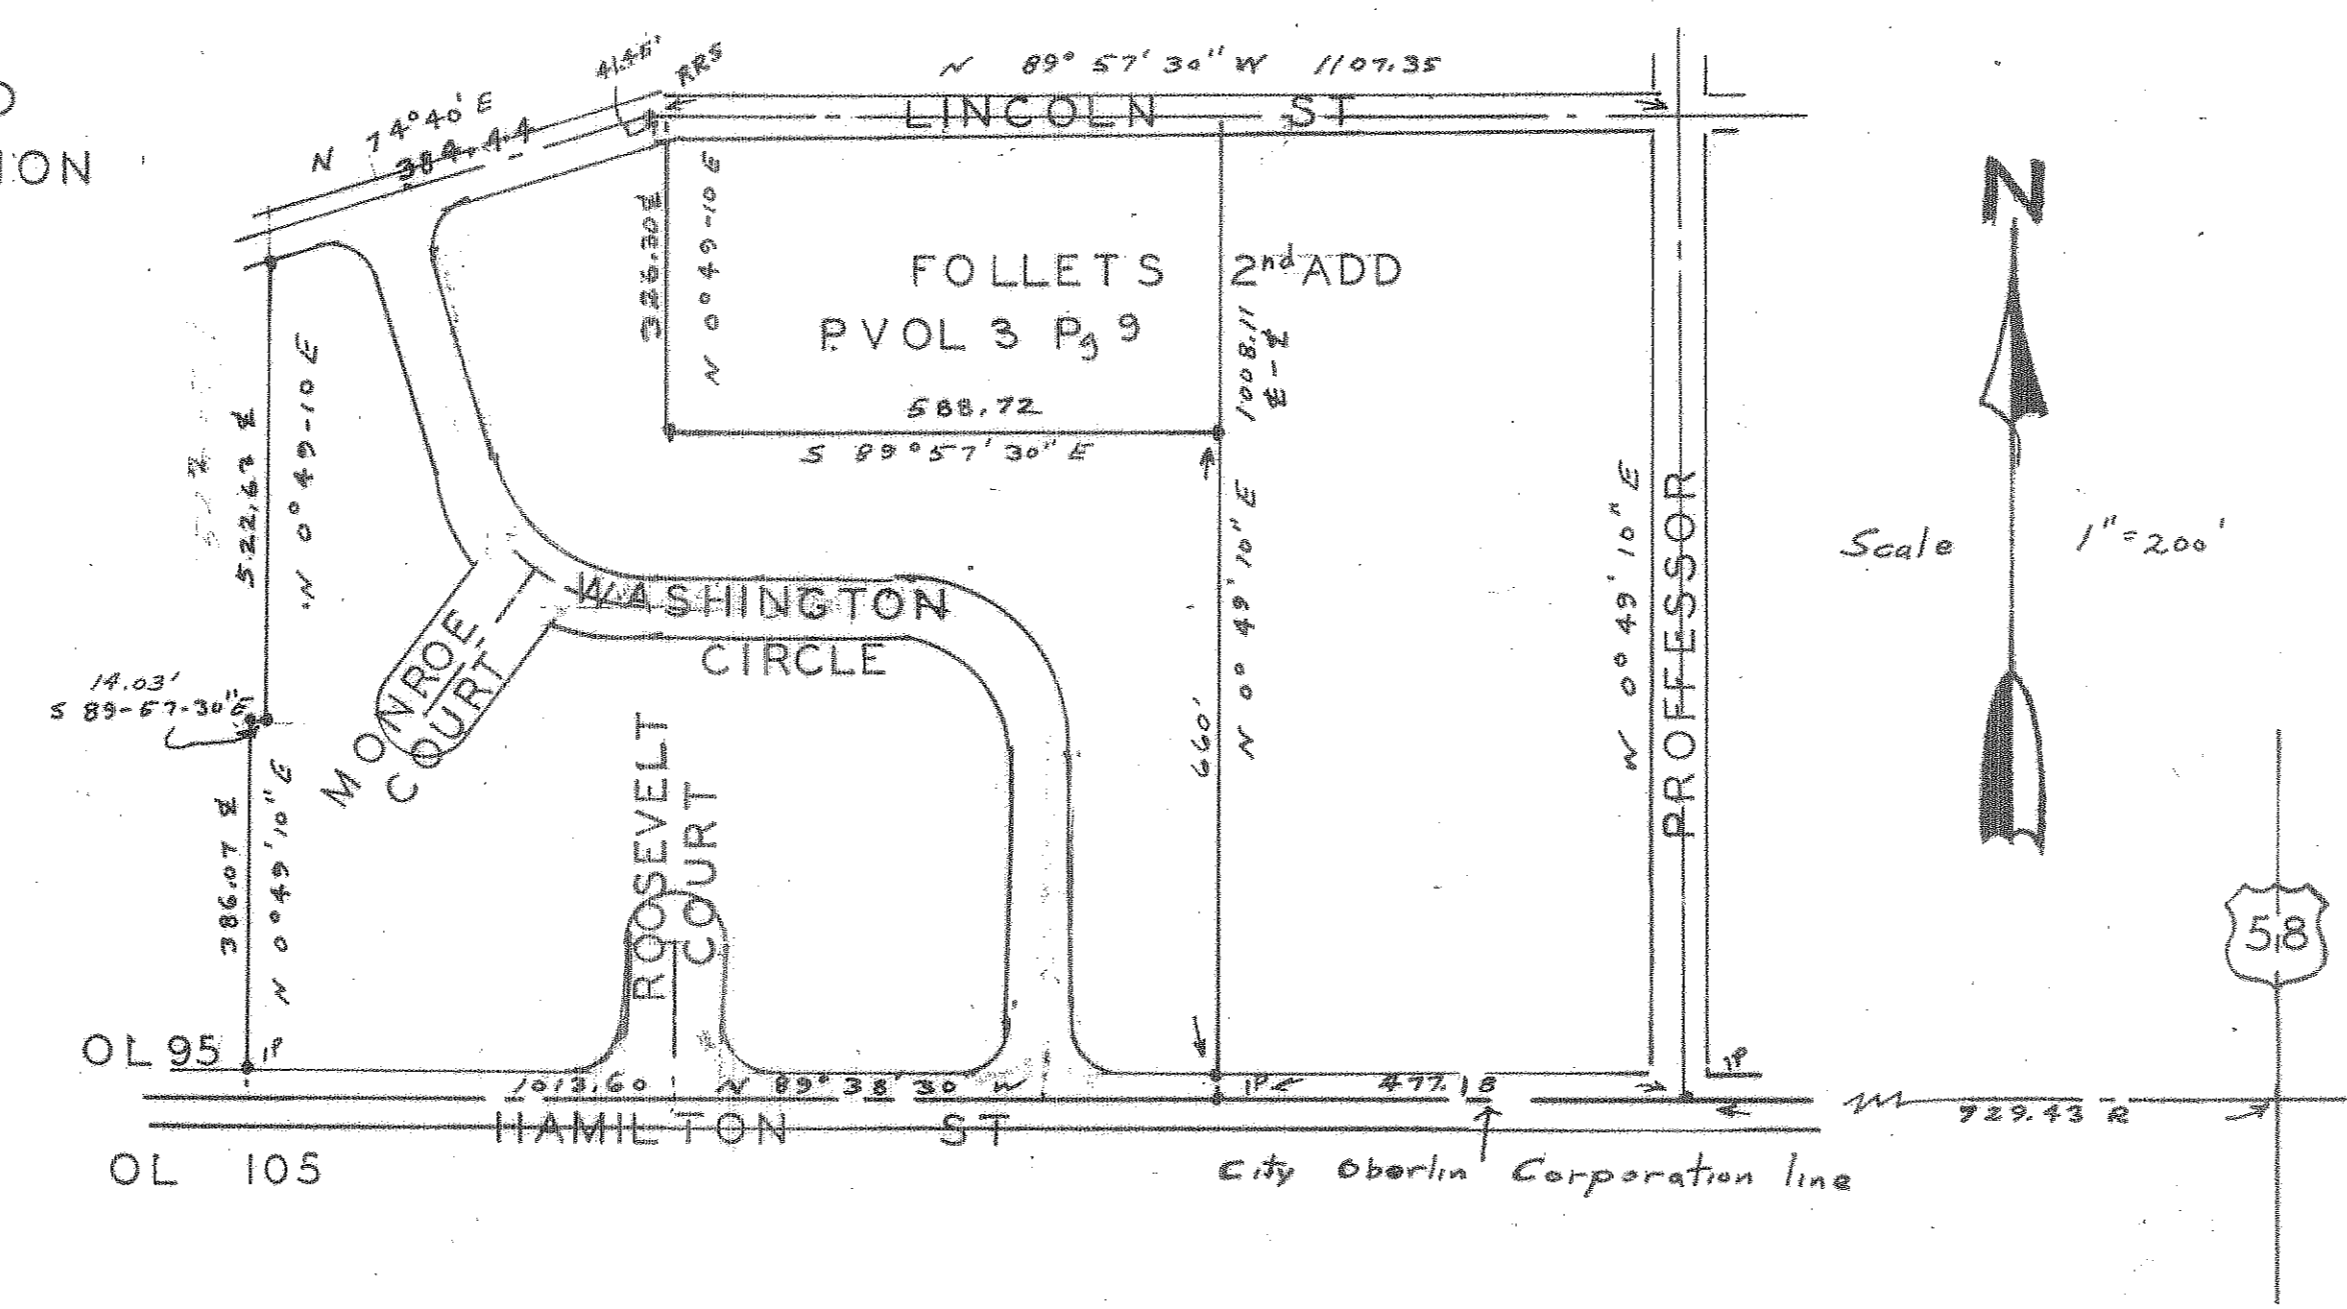 D
ION
N 74°40' E
384.44
41.45'
RRS
N 89° 57' 30" W 1107.35
LINCOLN ST
N
326.30
N 0°49-10 E
FOLLETS 2nd ADD
P.VOL 3 Pg 9
588.72
S 89°57'30" E
1008.11
522.67
N 0°49-10 E
660'
N 0° 49' 10" E
N 0° 49' 10" E
PROFFESSOR
Scale 1"=200'
WASHINGTON
CIRCLE
MONROE
COURT
14.03'
S 89-57-30" E
386.07
N 0°49'10" E
ROOSEVELT
COURT
58
OL 95
IP
1013.60 N 89° 38' 30" W
IP
477.18
IP
929.43 R
HAMILTON ST
OL 105
City Oberlin Corporation line